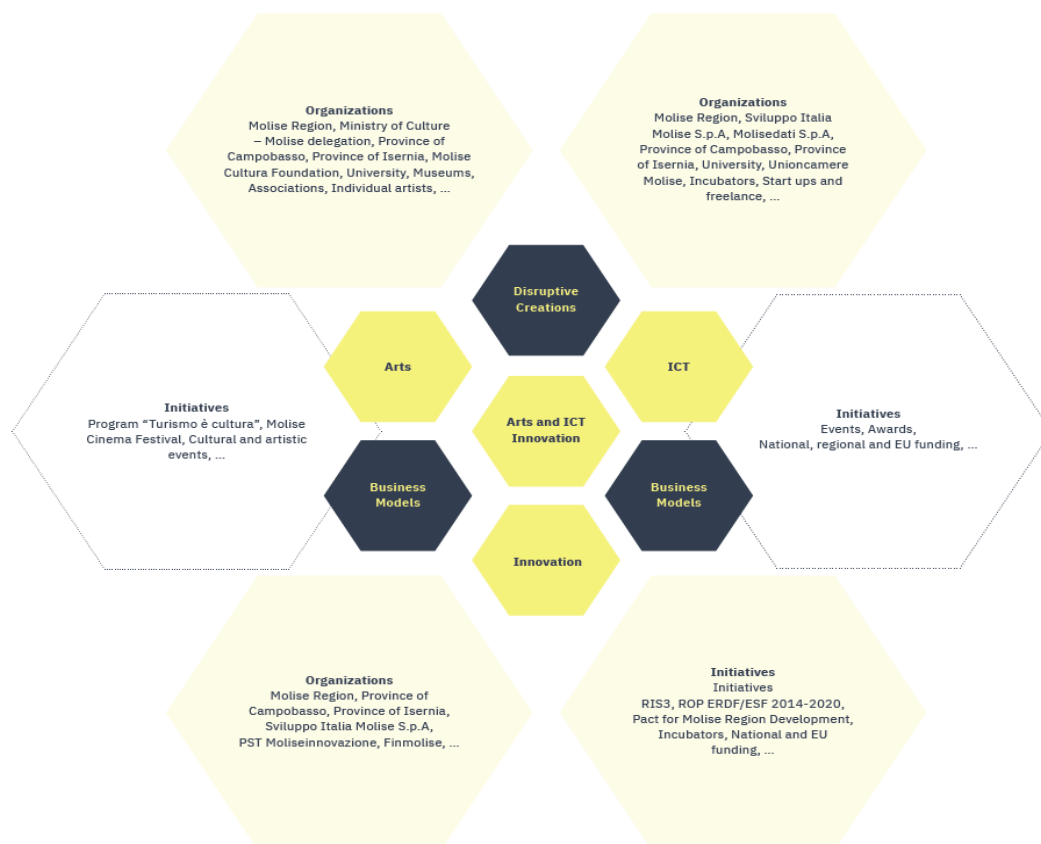 Organizations
Molise Region, Ministry of Culture
– Molise delegation, Province of
Campobasso, Province of Isernia, Molise
Cultura Foundation, University, Museums,
Associations, Individual artists, ...
Organizations
Molise Region, Sviluppo Italia
Molise S.p.A, Molisedati S.p.A,
Province of Campobasso, Province
of Isernia, University, Unioncamere
Molise, Incubators, Start ups and
freelance, ...
Disruptive
Creations
Arts
ICT
Initiatives
Program “Turismo è cultura”, Molise
Cinema Festival, Cultural and artistic
events, ...
Arts and ICT
Innovation
Initiatives
Events, Awards,
National, regional and EU funding, ...
Business
Models
Business
Models
Innovation
Organizations
Molise Region, Province of
Campobasso, Province of Isernia,
Sviluppo Italia Molise S.p.A,
PST Moliseinnovazione, Finmolise, ...
Initiatives
Initiatives
RIS3, ROP ERDF/ESF 2014-2020,
Pact for Molise Region Development,
Incubators, National and EU
funding, ...